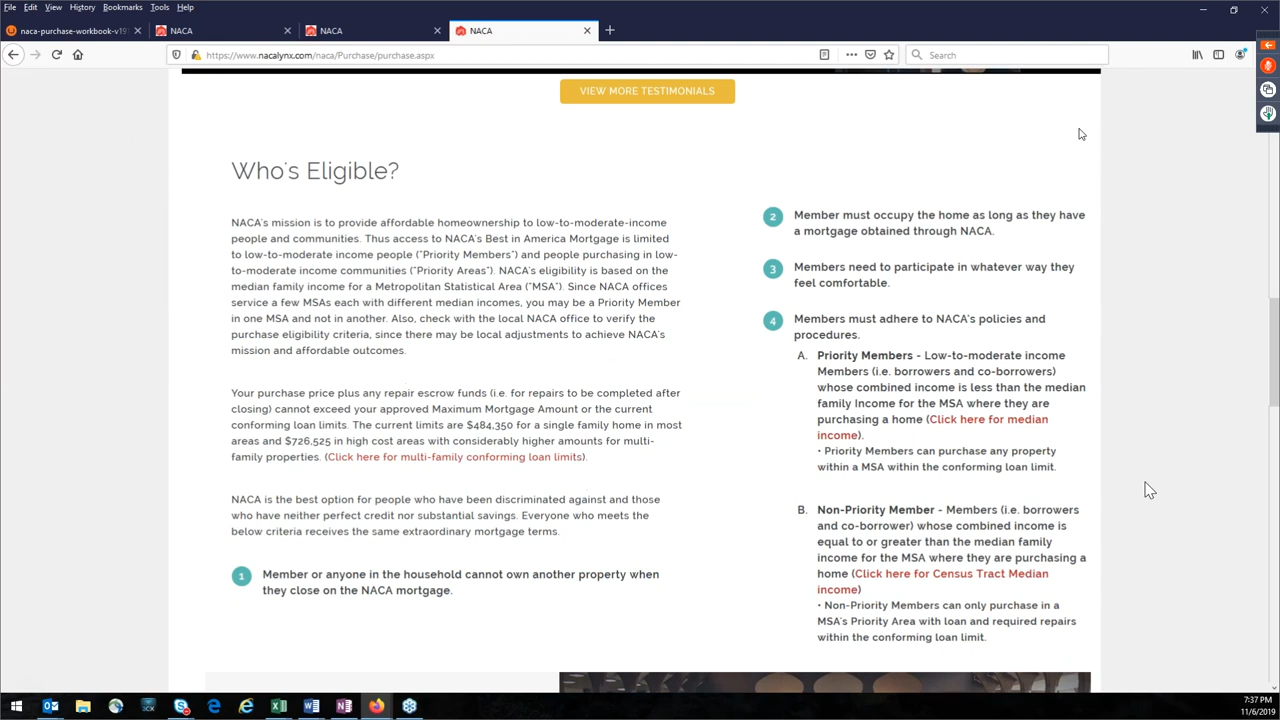 File Edit View History Bookmarks Tools Help
naca-purchase-workbook-v19
NACA
NACA
NACA
https://www.nacalynx.com/naca/Purchase/purchase.aspx
Search
VIEW MORE TESTIMONIALS
Who's Eligible?
NACA's mission is to provide affordable homeownership to low-to-moderate-income
people and communities. Thus access to NACA's Best in America Mortgage is limited
to low-to-moderate income people ("Priority Members") and people purchasing in low-
to-moderate income communities ("Priority Areas"). NACA's eligibility is based on the
median family income for a Metropolitan Statistical Area ("MSA"). Since NACA offices
service a few MSAs each with different median incomes, you may be a Priority Member
in one MSA and not in another. Also, check with the local NACA office to verify the
purchase eligibility criteria, since there may be local adjustments to achieve NACA's
mission and affordable outcomes.
Your purchase price plus any repair escrow funds (i.e. for repairs to be completed after
closing) cannot exceed your approved Maximum Mortgage Amount or the current
conforming loan limits. The current limits are $484,350 for a single family home in most
areas and $726,525 in high cost areas with considerably higher amounts for multi-
family properties. (Click here for multi-family conforming loan limits).
NACA is the best option for people who have been discriminated against and those
who have neither perfect credit nor substantial savings. Everyone who meets the
below criteria receives the same extraordinary mortgage terms.
1 Member or anyone in the household cannot own another property when
they close on the NACA mortgage.
2 Member must occupy the home as long as they have
a mortgage obtained through NACA.
3 Members need to participate in whatever way they
feel comfortable.
4 Members must adhere to NACA's policies and
procedures.
A. Priority Members - Low-to-moderate income
Members (i.e. borrowers and co-borrowers)
whose combined income is less than the median
family Income for the MSA where they are
purchasing a home (Click here for median
income).
• Priority Members can purchase any property
within a MSA within the conforming loan limit.
B. Non-Priority Member - Members (i.e. borrowers
and co-borrower) whose combined income is
equal to or greater than the median family
income for the MSA where they are purchasing a
home (Click here for Census Tract Median
income)
• Non-Priority Members can only purchase in a
MSA's Priority Area with loan and required repairs
within the conforming loan limit.
7:37 PM
11/6/2019